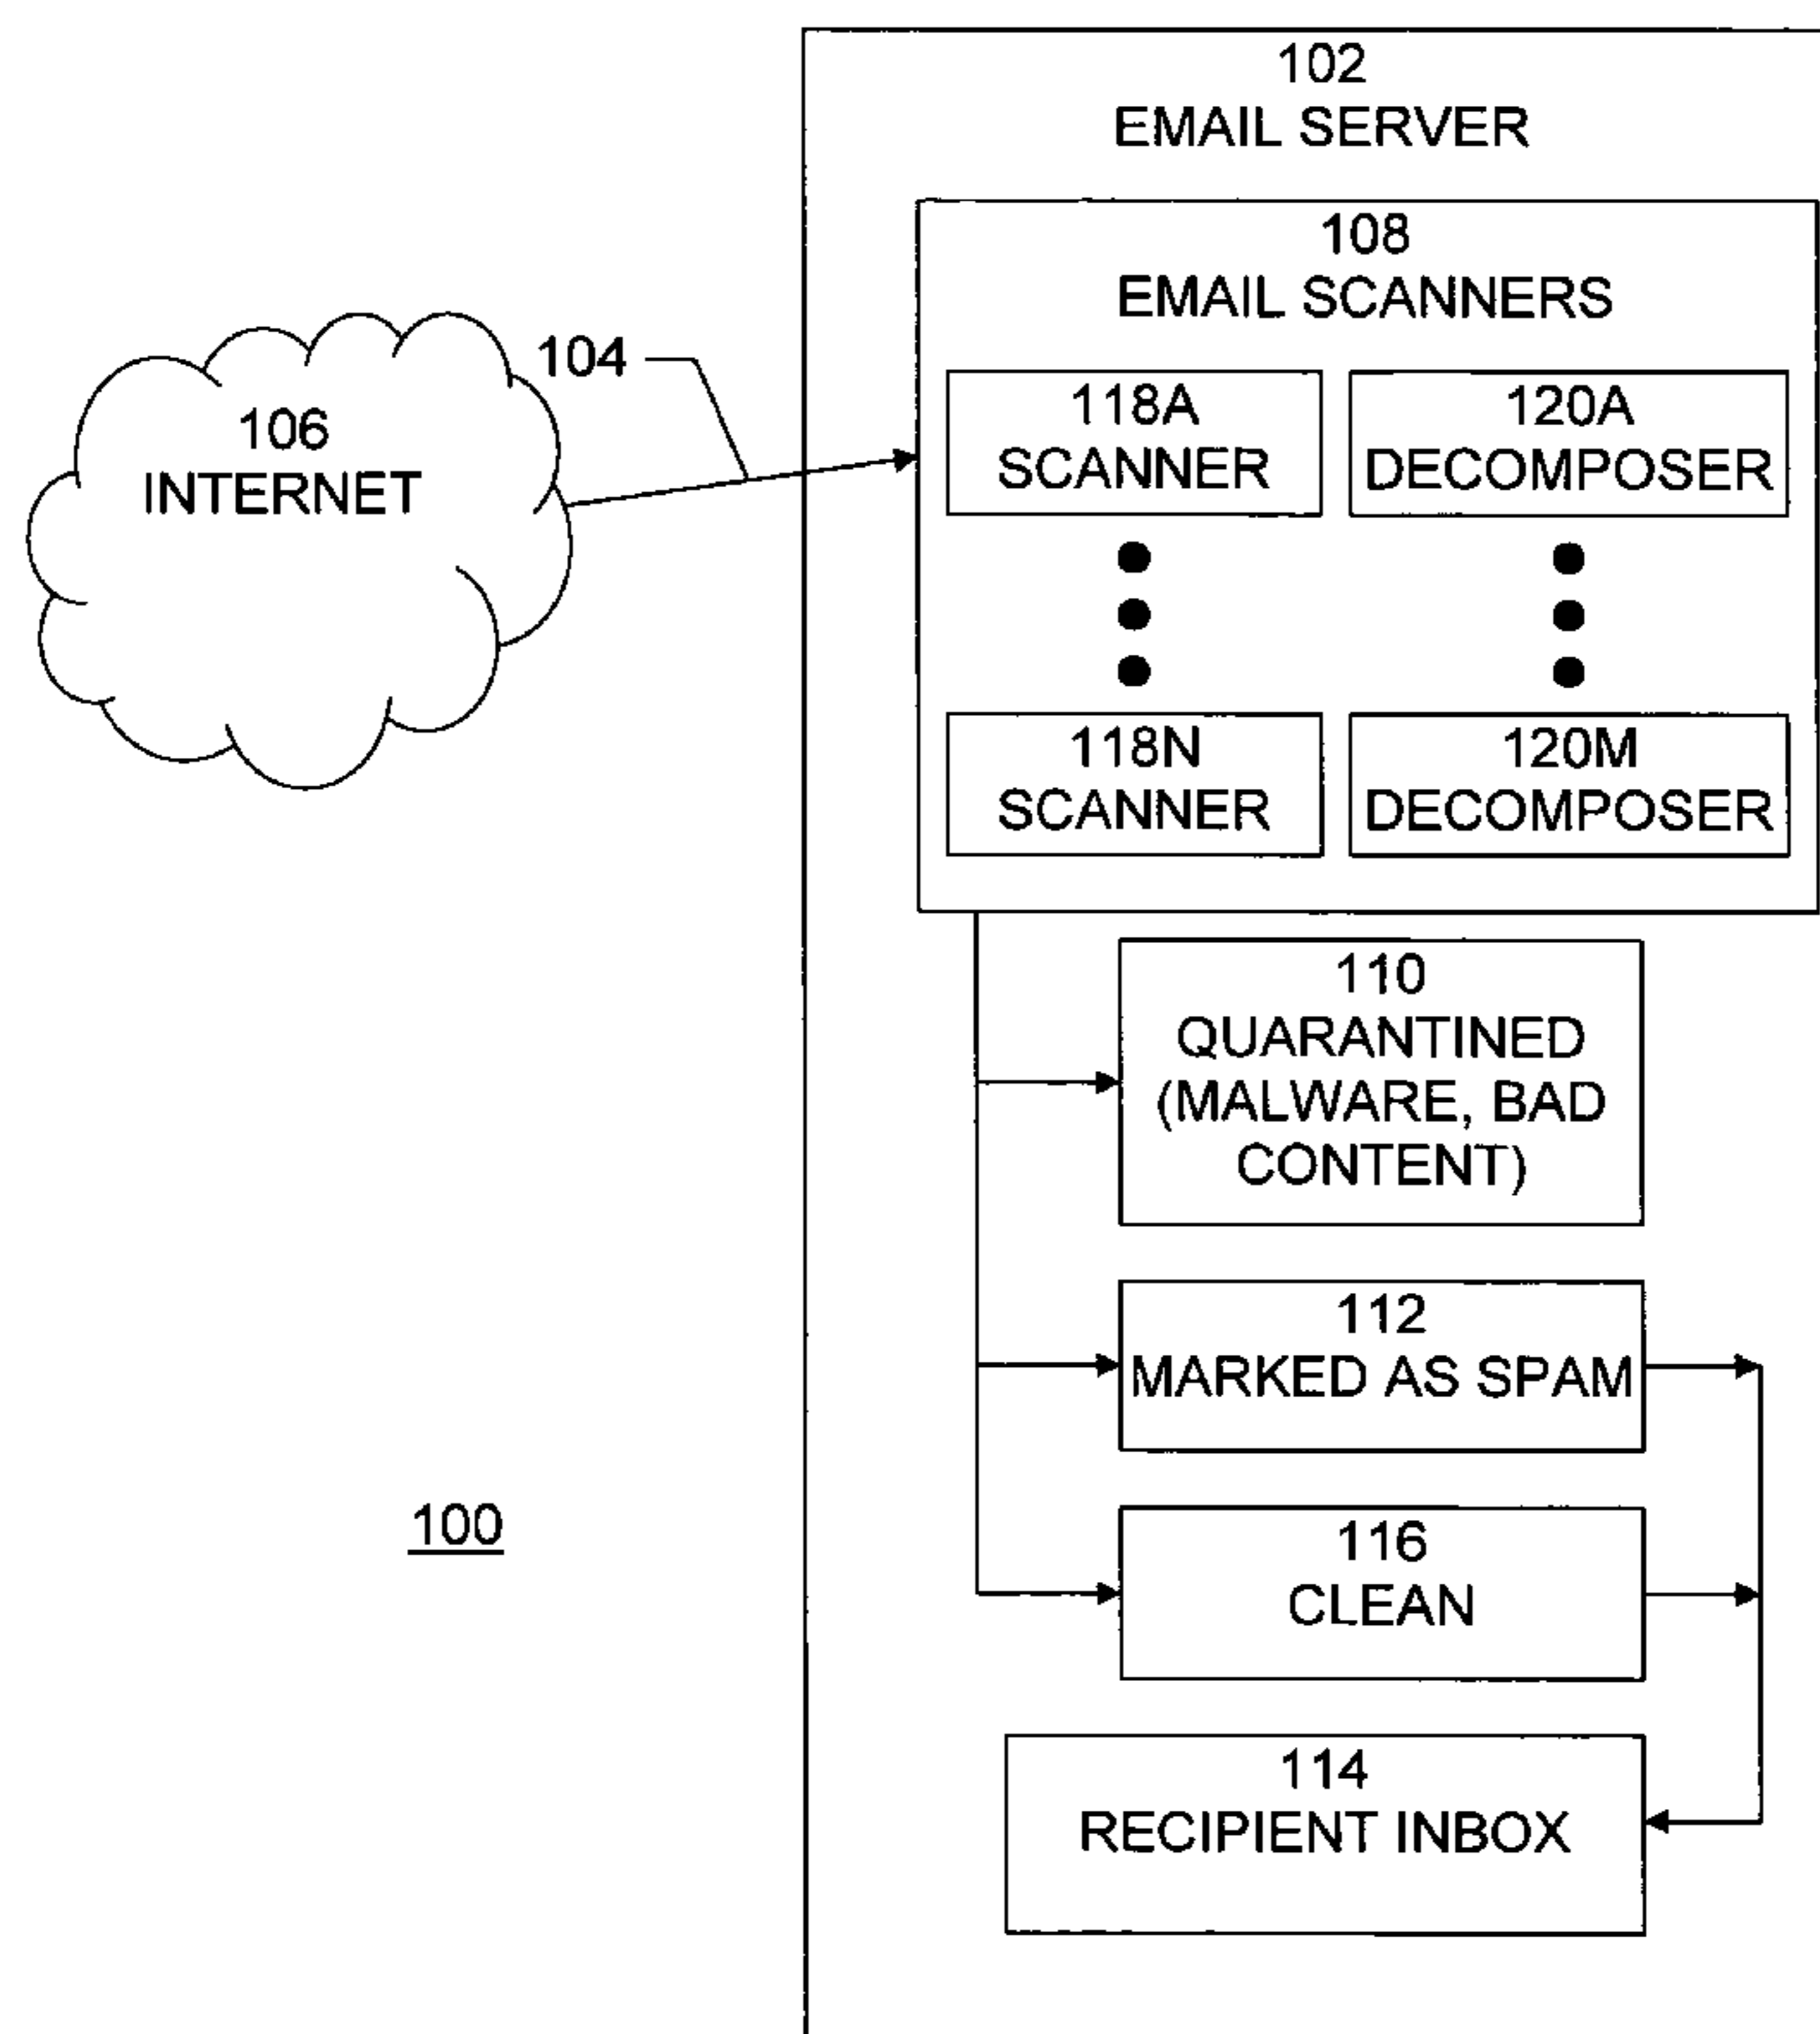 102
EMAIL SERVER
108
EMAIL SCANNERS
104
106
INTERNET
118A
SCANNER
120A
DECOMPOSER
118N
SCANNER
120M
DECOMPOSER
110
QUARANTINED
(MALWARE, BAD
CONTENT)
112
MARKED AS SPAM
100
116
CLEAN
114
RECIPIENT INBOX